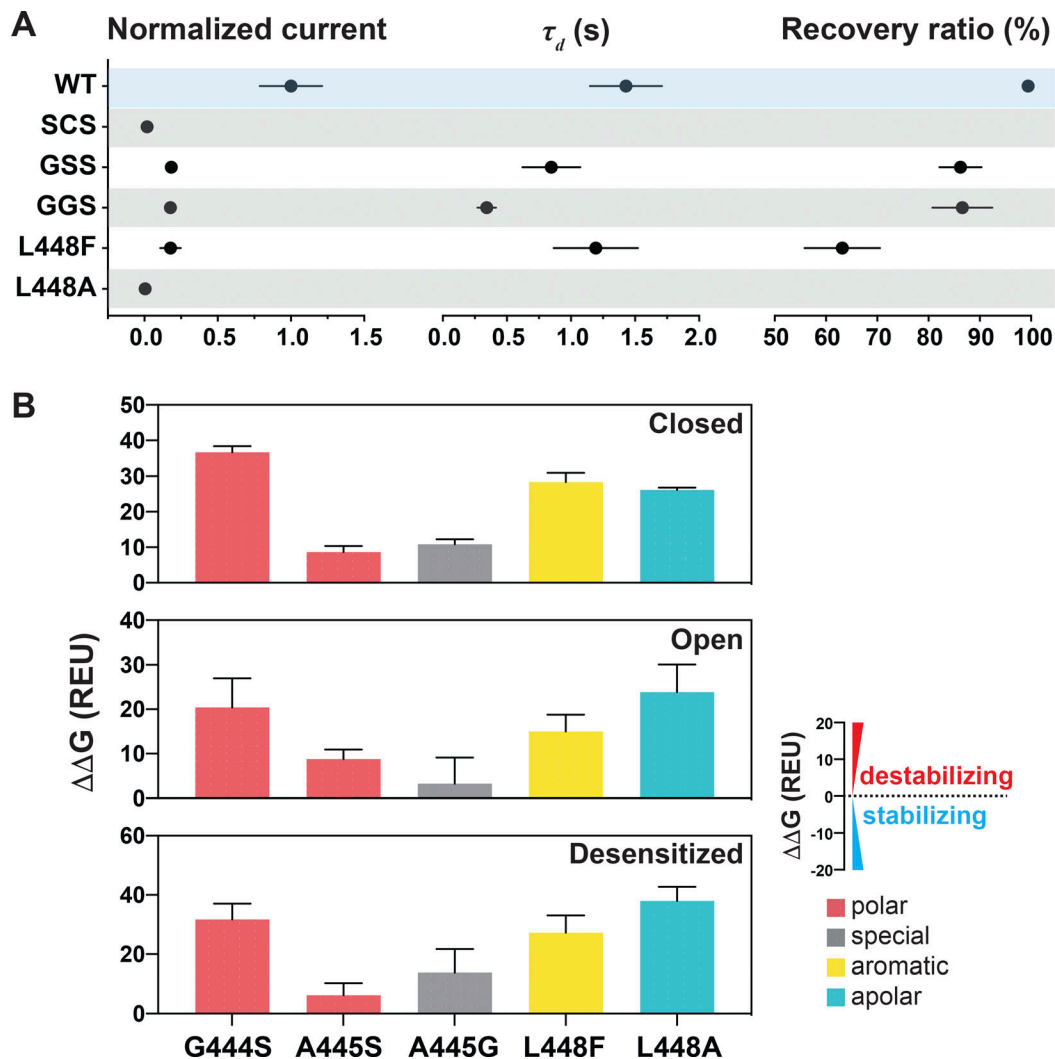 A
Normalized current τd (s) Recovery ratio (%)
WT
SCS
GSS
GGS
L448F
L448A
0.0 0.5 1.0 1.5 0.0 0.5 1.0 1.5 2.0 50 60 70 80 90 100
B
ΔΔG (REU)
Closed
50
40
30
20
10
0
Open
40
30
20
10
0
Desensitized
60
40
20
0
G444S A445S A445G L448F L448A
ΔΔG (REU)
20
10
0
-10
-20
destabilizing
stabilizing
polar
special
aromatic
apolar